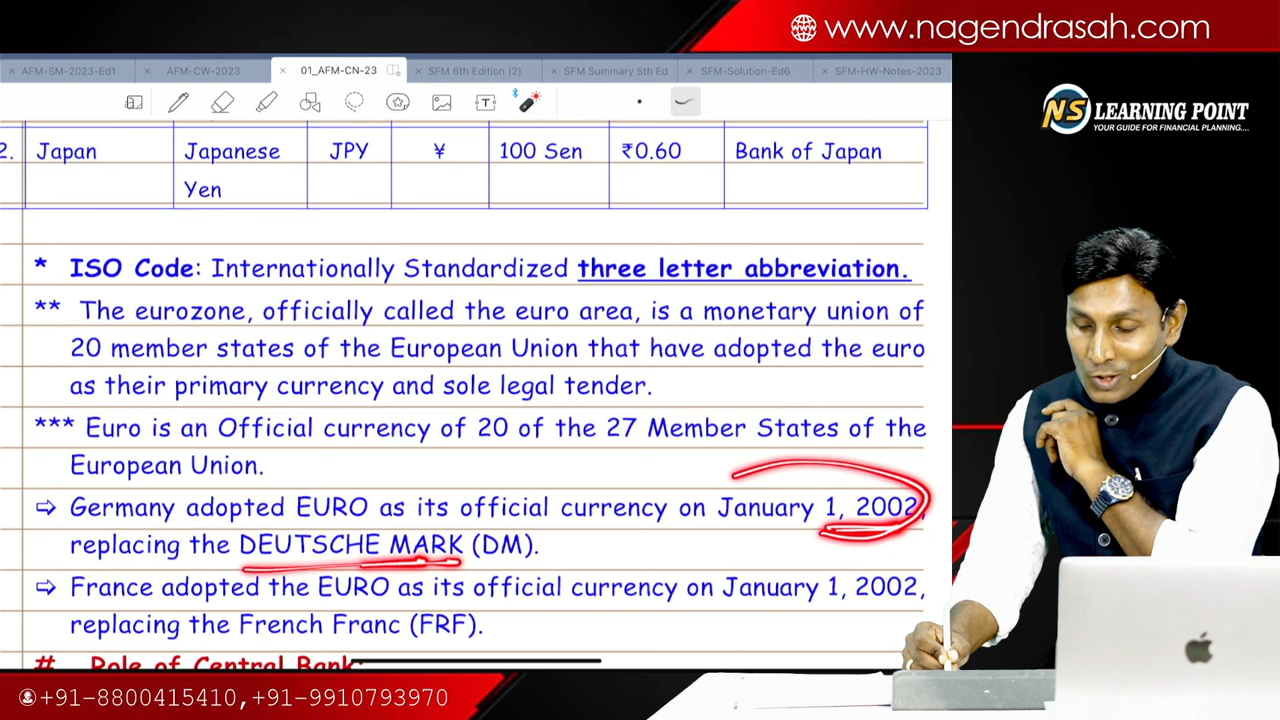 www.nagendrasah.com
AFM-SM-2023-Ed1
AFM-CW-2023
01_AFM-CN-23
SFM 6th Edition (2)
SFM Summary 5th Ed
SFM-Solution-Ed6
SFM-HW-Notes-2023
NS LEARNING POINT
YOUR GUIDE FOR FINANCIAL PLANNING....
2. Japan Japanese JPY ¥ 100 Sen ₹0.60 Bank of Japan
Yen
* ISO Code: Internationally Standardized three letter abbreviation.
** The eurozone, officially called the euro area, is a monetary union of
20 member states of the European Union that have adopted the euro
as their primary currency and sole legal tender.
*** Euro is an Official currency of 20 of the 27 Member States of the
European Union.
⇨ Germany adopted EURO as its official currency on January 1, 2002,
replacing the DEUTSCHE MARK (DM).
⇨ France adopted the EURO as its official currency on January 1, 2002,
replacing the French Franc (FRF).
# Role of Central Bank:
+91-8800415410,+91-9910793970